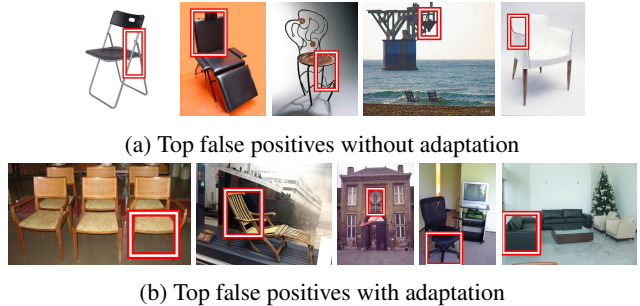 (a) Top false positives without adaptation
(b) Top false positives with adaptation